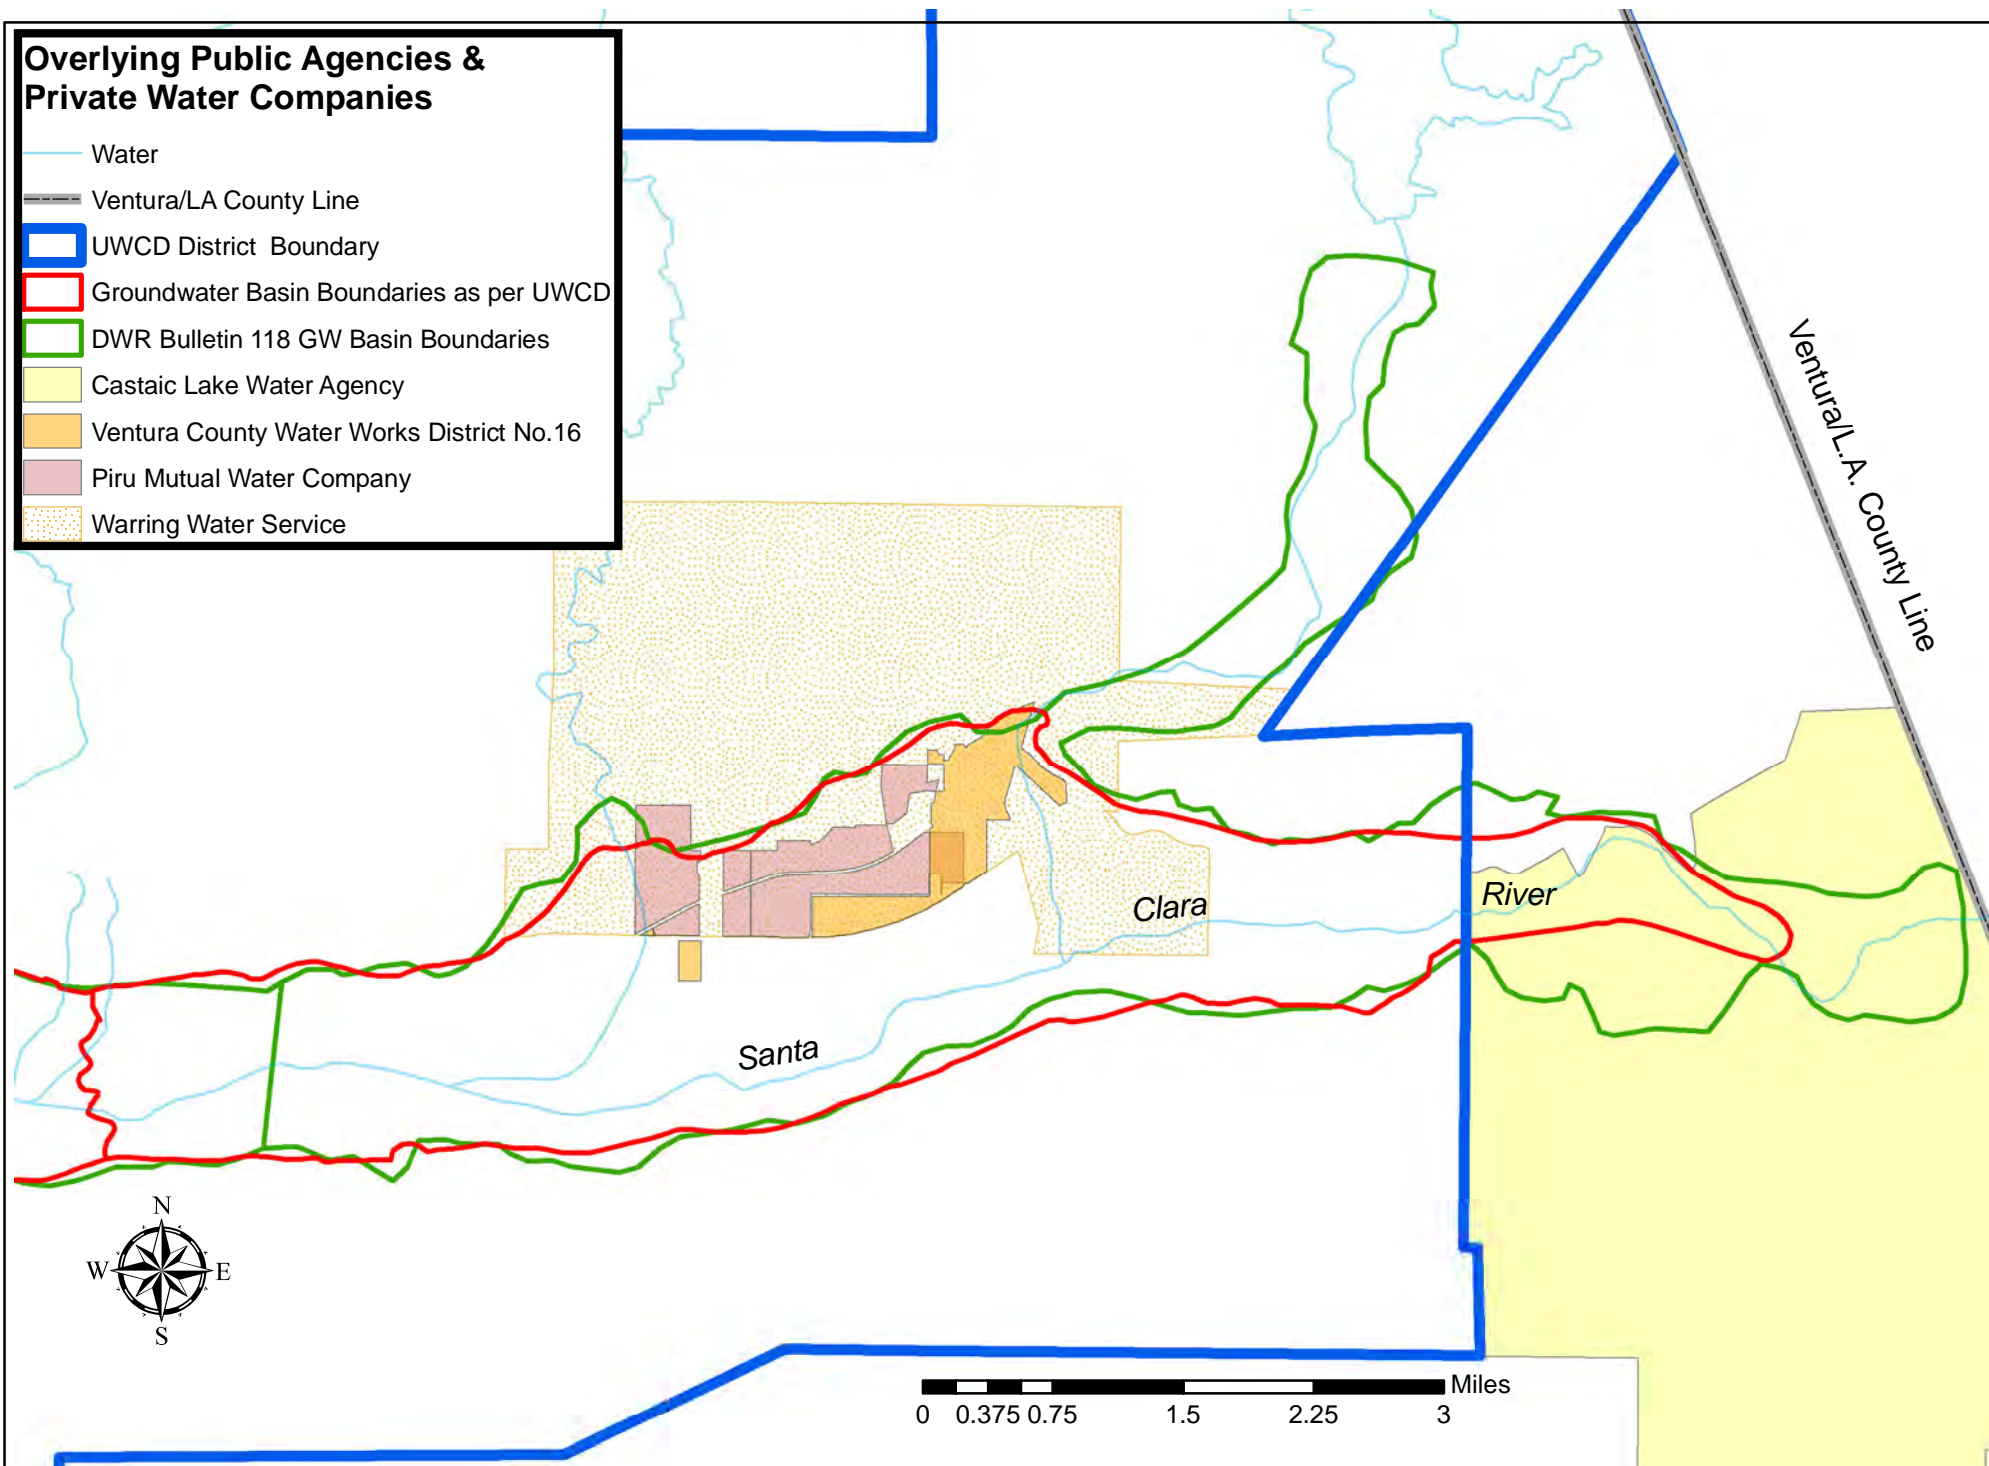 Overlying Public Agencies &
Private Water Companies
Water
Ventura/LA County Line
UWCD District Boundary
Groundwater Basin Boundaries as per UWCD
DWR Bulletin 118 GW Basin Boundaries
Castaic Lake Water Agency
Ventura County Water Works District No.16
Piru Mutual Water Company
Warring Water Service
Ventura/L.A. County Line
River
Clara
Santa
N
W
E
S
Miles
0 0.375 0.75 1.5 2.25 3